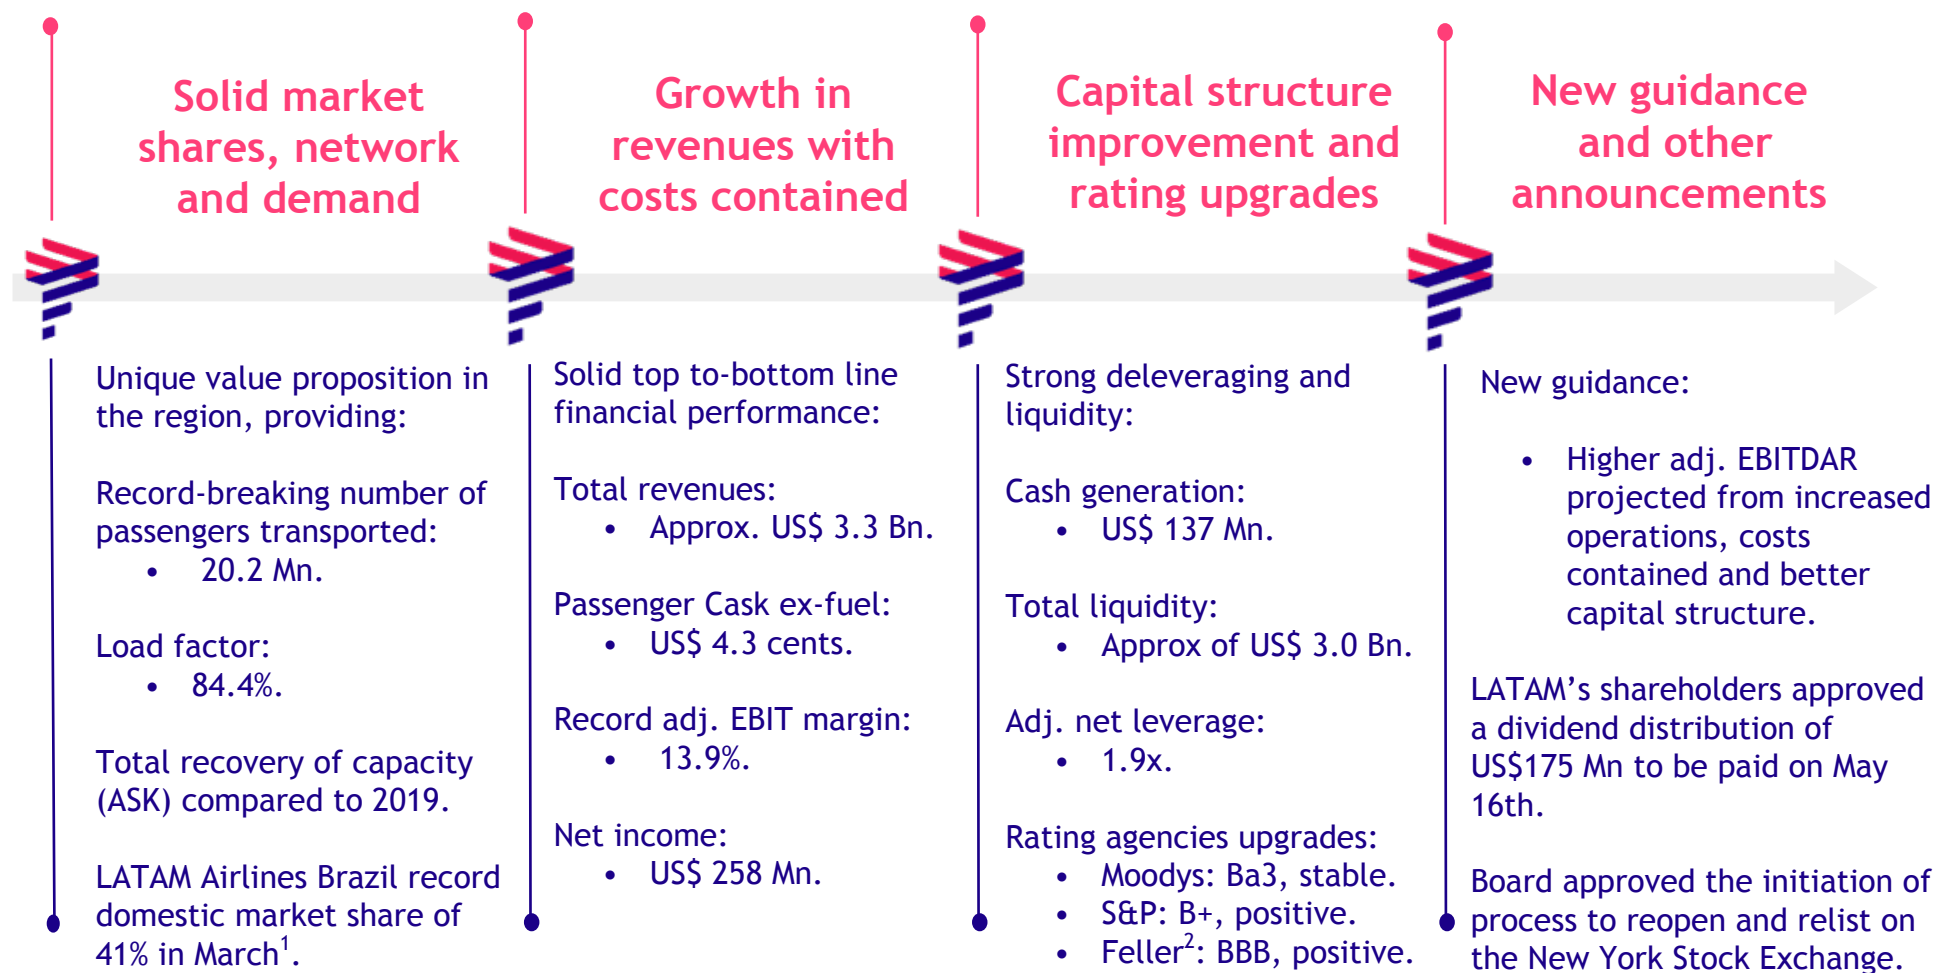 Solid market
shares, network
and demand
Unique value proposition in
the region, providing:
Record-breaking number of
passengers transported:
• 20.2 Mn.
Load factor:
• 84.4%.
Total recovery of capacity
(ASK) compared to 2019.
LATAM Airlines Brazil record
domestic market share of
41% in March¹.
Growth in
revenues with
costs contained
Solid top to-bottom line
financial performance:
Total revenues:
• Approx. US$ 3.3 Bn.
Passenger Cask ex-fuel:
• US$ 4.3 cents.
Record adj. EBIT margin:
• 13.9%.
Net income:
• US$ 258 Mn.
Capital structure
improvement and
rating upgrades
Strong deleveraging and
liquidity:
Cash generation:
• US$ 137 Mn.
Total liquidity:
• Approx of US$ 3.0 Bn.
Adj. net leverage:
• 1.9x.
Rating agencies upgrades:
• Moodys: Ba3, stable.
• S&P: B+, positive.
• Feller²: BBB, positive.
New guidance
and other
announcements
New guidance:
• Higher adj. EBITDAR
projected from increased
operations, costs
contained and better
capital structure.
LATAM’s shareholders approved
a dividend distribution of
US$175 Mn to be paid on May
16th.
Board approved the initiation of
process to reopen and relist on
the New York Stock Exchange.